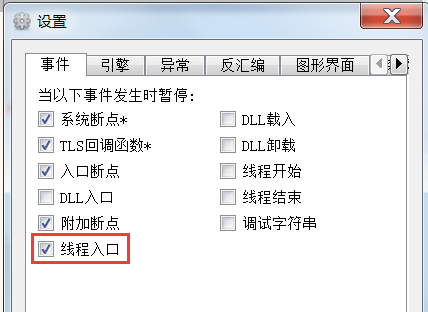 设置
事件 引擎 异常 反汇编 图形界面
当以下事件发生时暂停:
系统断点* DLL载入
TLS回调函数* DLL卸载
入口断点 线程开始
DLL入口 线程结束
附加断点 调试字符串
线程入口